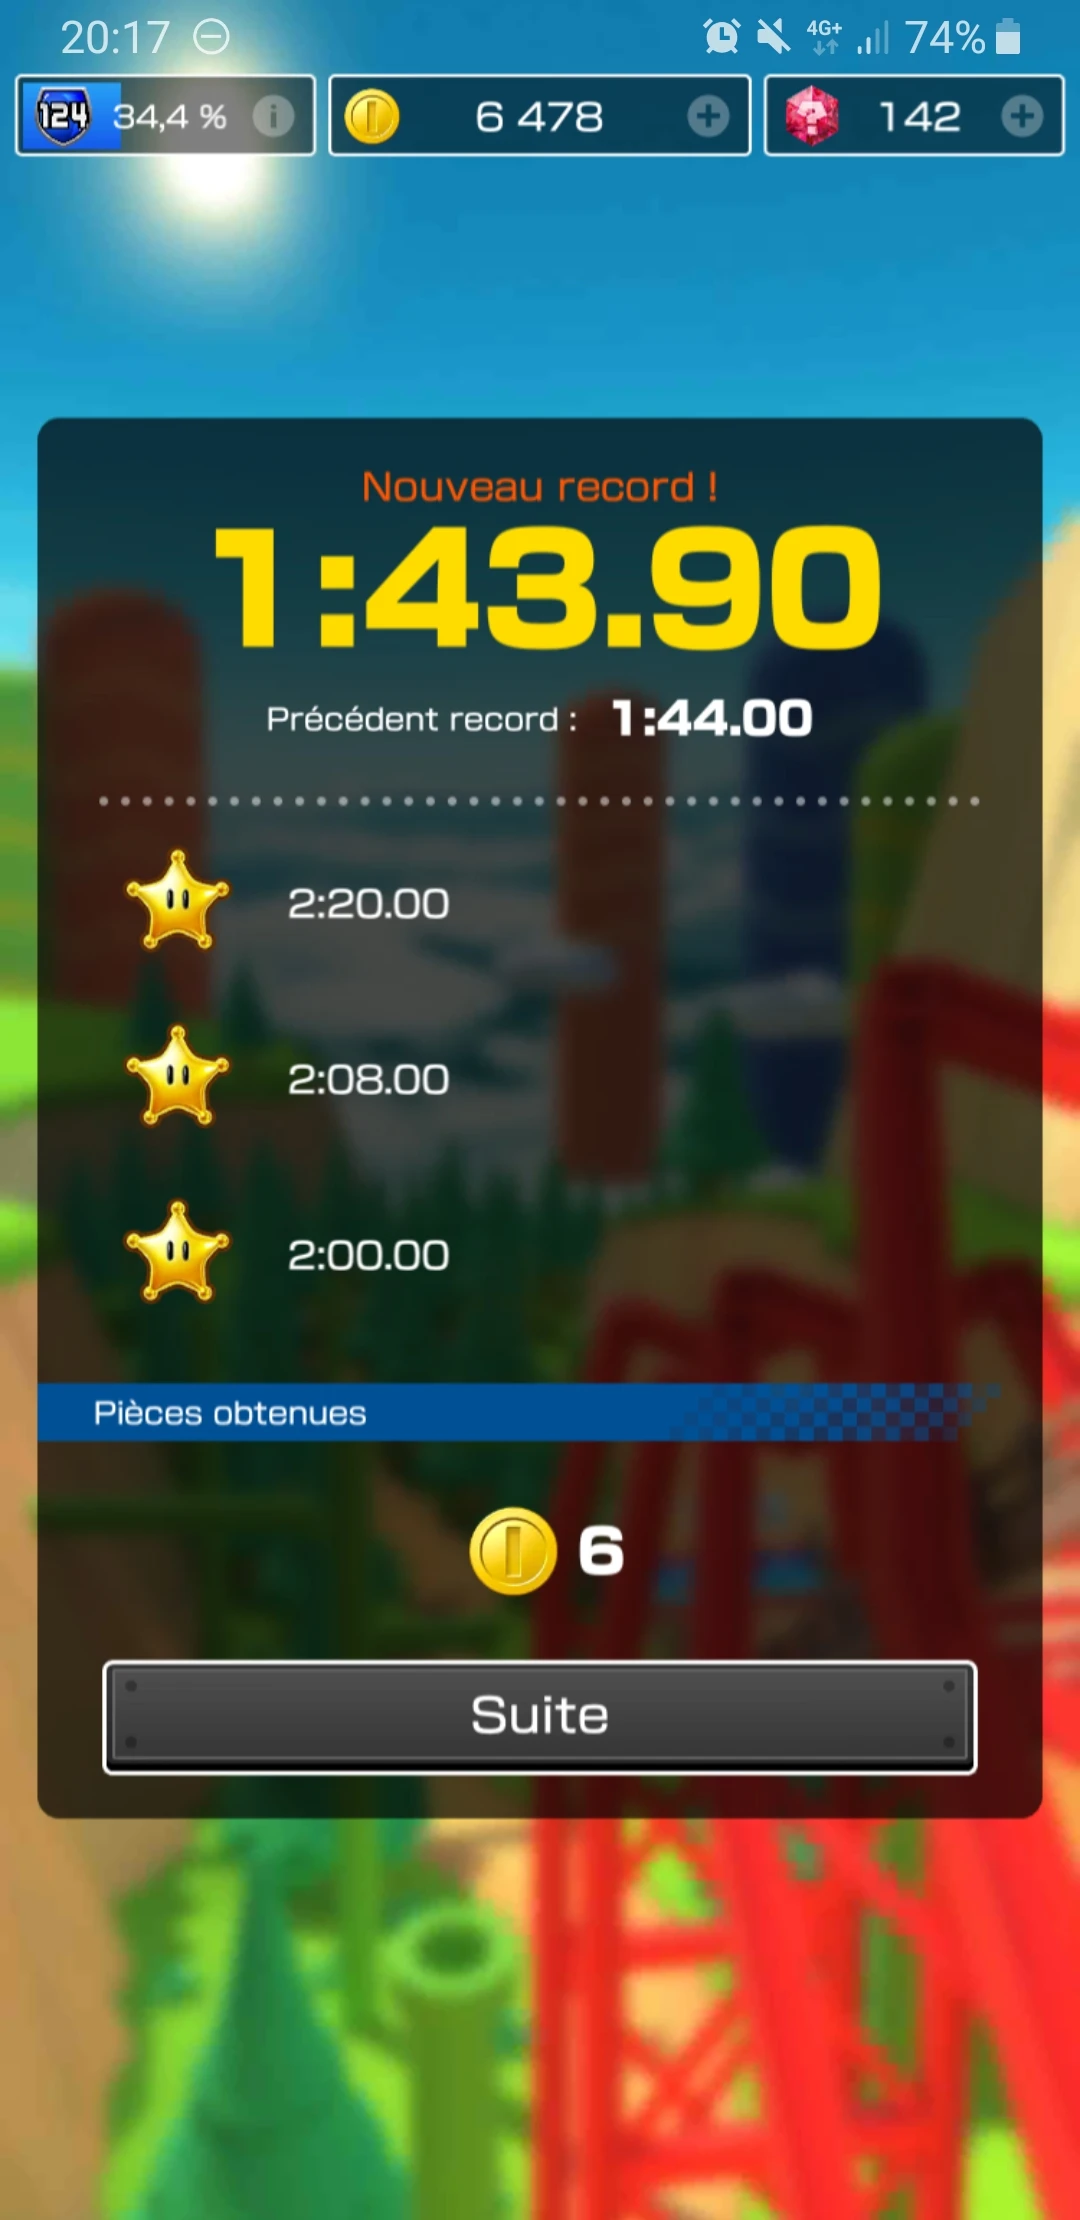 20:17 4G+ 74%
124 34,4 % i 6 478 142
Nouveau record !
1:43.90
Précédent record : 1:44.00
2:20.00
2:08.00
2:00.00
Pièces obtenues
6
Suite